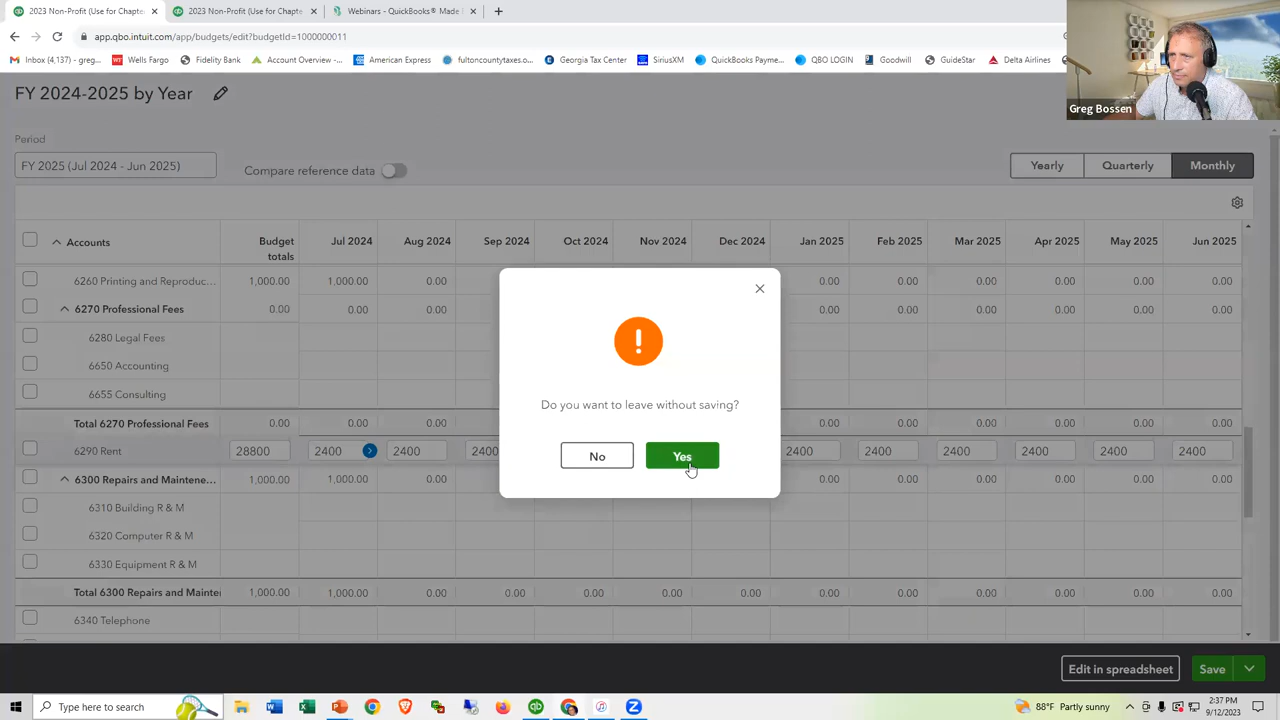 2023 Non-Profit (Use for Chapte
2023 Non-Profit (Use for Chapte
Webinars - QuickBooks® Made
app.qbo.intuit.com/app/budgets/edit?budgetId=1000000011
Inbox (4,137) - greg...
Wells Fargo
Fidelity Bank
Account Overview -...
American Express
fultoncountytaxes.o...
Georgia Tax Center
SiriusXM
QuickBooks Payme...
QBO LOGIN
Goodwill
GuideStar
Delta Airlines
Greg Bossen
FY 2024-2025 by Year
Period
FY 2025 (Jul 2024 - Jun 2025)
Compare reference data
Yearly Quarterly Monthly
Accounts Budget totals Jul 2024 Aug 2024 Sep 2024 Oct 2024 Nov 2024 Dec 2024 Jan 2025 Feb 2025 Mar 2025 Apr 2025 May 2025 Jun 2025
6260 Printing and Reproduc... 1,000.00 1,000.00 0.00 0.00 0.00 0.00 0.00 0.00 0.00
6270 Professional Fees 0.00 0.00 0.00 0.00 0.00 0.00 0.00 0.00 0.00
6280 Legal Fees
6650 Accounting
6655 Consulting
Total 6270 Professional Fees 0.00 0.00 0.00 0.00 0.00 0.00 0.00 0.00 0.00
6290 Rent 28800 2400 2400 2400 2400 2400 2400 2400 2400
6300 Repairs and Maintene... 1,000.00 1,000.00 0.00 0.00 0.00 0.00 0.00 0.00 0.00
6310 Building R & M
6320 Computer R & M
6330 Equipment R & M
Total 6300 Repairs and Mainte 1,000.00 1,000.00 0.00 0.00 0.00 0.00 0.00 0.00 0.00 0.00 0.00 0.00 0.00
6340 Telephone
Do you want to leave without saving?
No Yes
Edit in spreadsheet
Save
Type here to search
88°F Partly sunny
2:37 PM
9/12/2023